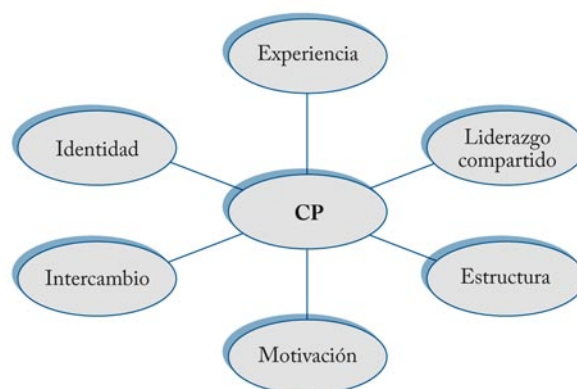 Experiencia
Identidad
Liderazgo
compartido
CP
Intercambio
Estructura
Motivación